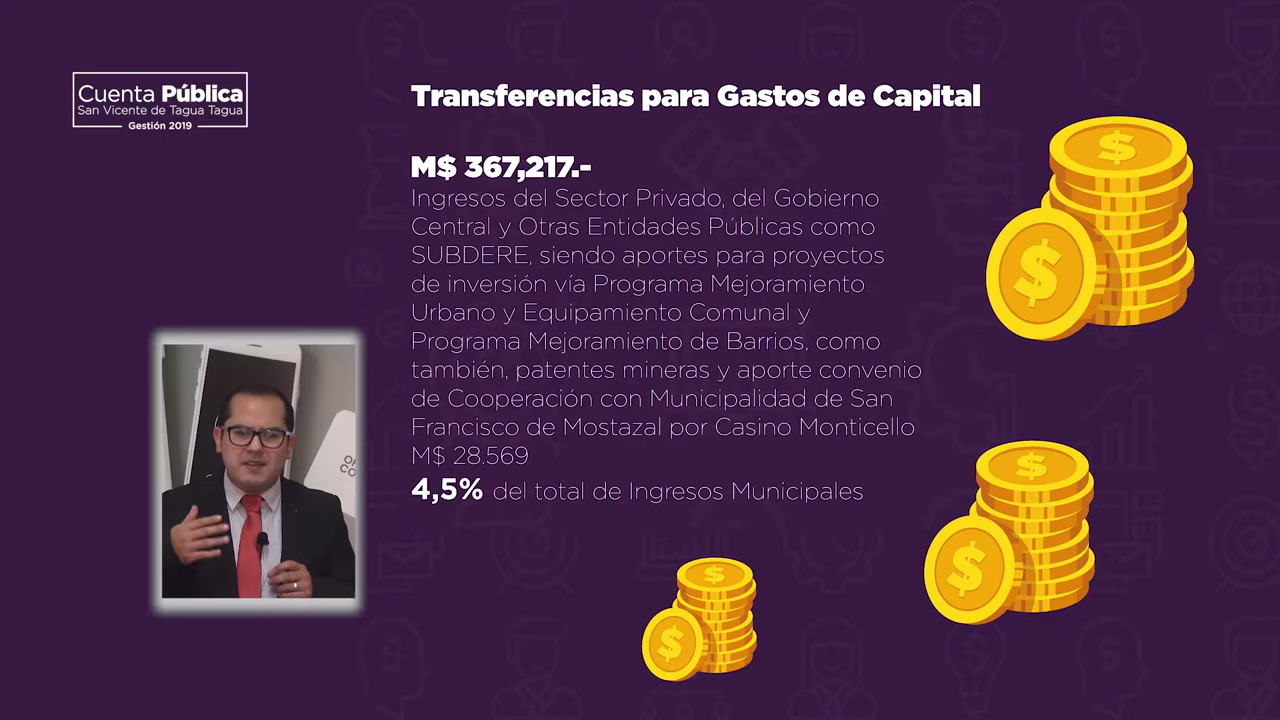 Cuenta Pública
San Vicente de Tagua Tagua
Gestión 2019
Transferencias para Gastos de Capital
M$ 367,217.-
Ingresos del Sector Privado, del Gobierno
Central y Otras Entidades Públicas como
SUBDERE, siendo aportes para proyectos
de inversión vía Programa Mejoramiento
Urbano y Equipamiento Comunal y
Programa Mejoramiento de Barrios, como
también, patentes mineras y aporte convenio
de Cooperación con Municipalidad de San
Francisco de Mostazal por Casino Monticello
M$ 28.569
4,5% del total de Ingresos Municipales
$
$
$
$
$
$